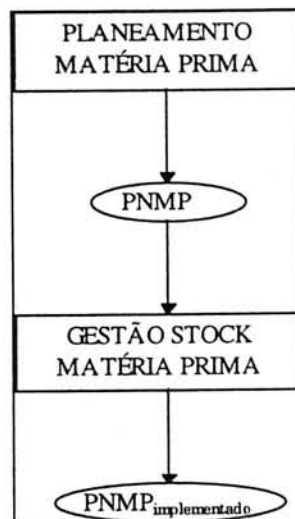 PLANEAMENTO
MATÉRIA PRIMA
PNMP
GESTÃO STOCK
MATÉRIA PRIMA
PNMPimplementado